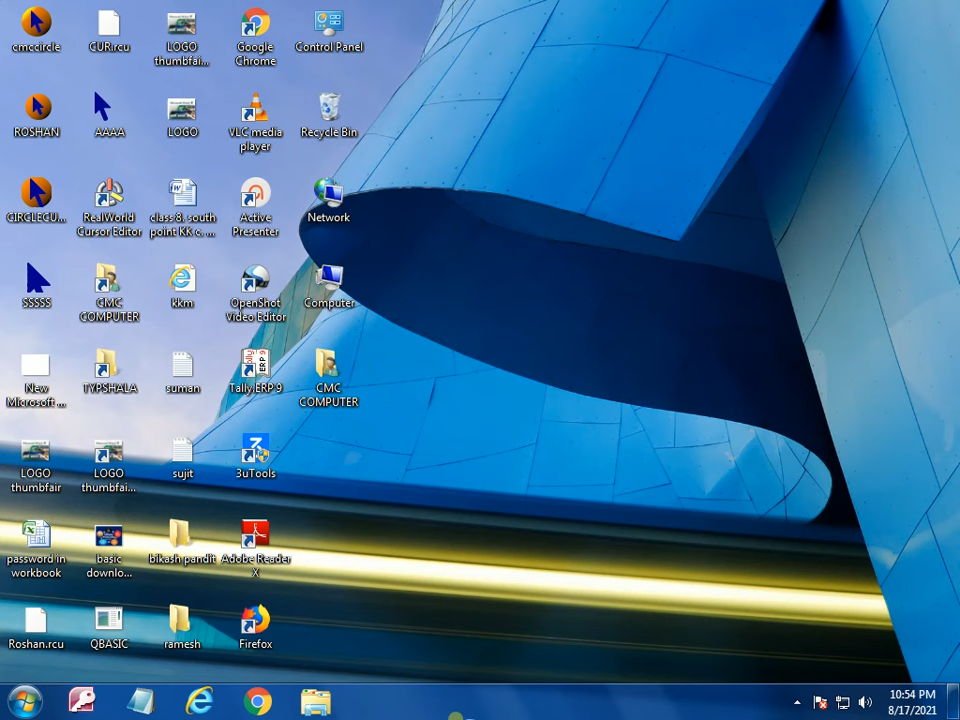 cmccircle
CUR.rcu
LOGO
thumbfai...
Google
Chrome
Control Panel
ROSHAN
AAAA
LOGO
VLC media
player
Recycle Bin
CIRCLECU...
RealWorld
Cursor Editor
class 8. south
point KK c. ...
Active
Presenter
Network
SSSSS
CMC
COMPUTER
kkm
OpenShot
Video Editor
Computer
New
Microsoft ...
TYPSHALA
suman
Tally.ERP 9
CMC
COMPUTER
LOGO
thumbfair
LOGO
thumbfai...
sujit
3uTools
password in
workbook
basic
downlo...
bikash pandit
Adobe Reader
X
Roshan.rcu
QBASIC
ramesh
Firefox
10:54 PM
8/17/2021